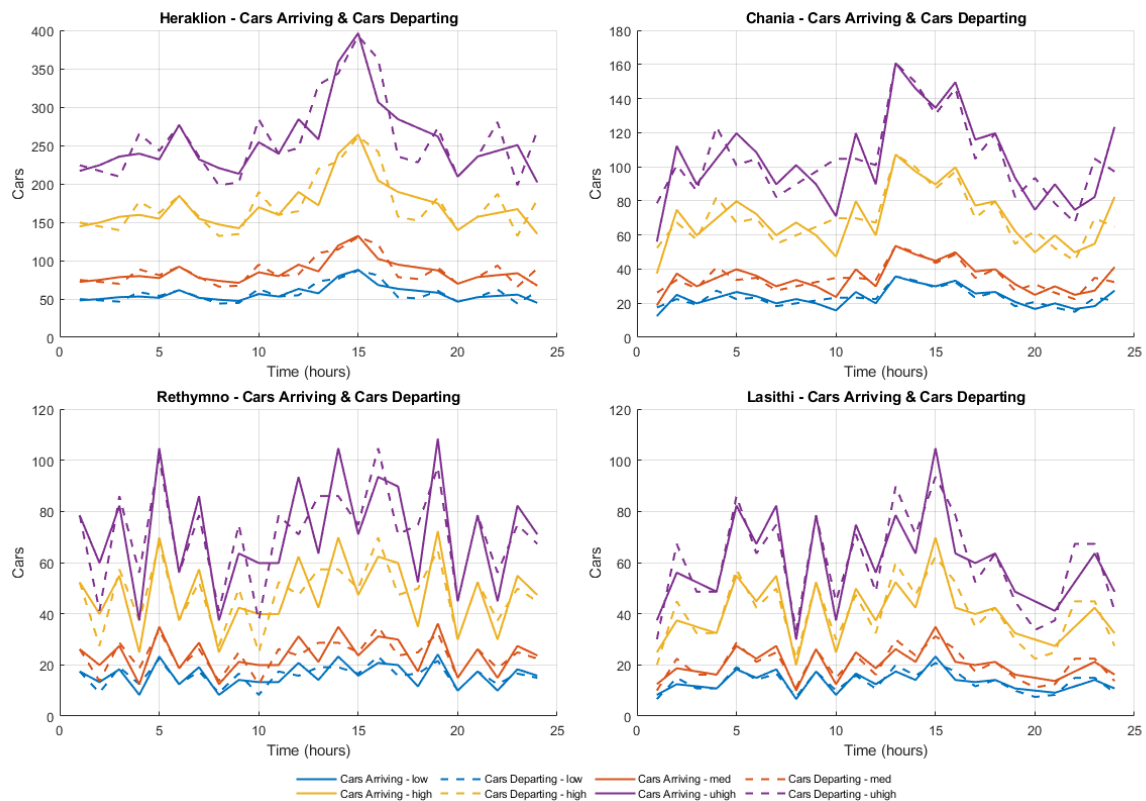 Heraklion - Cars Arriving & Cars Departing
400
350
300
250
200
150
100
50
0
Cars
0 5 10 15 20 25
Time (hours)
Chania - Cars Arriving & Cars Departing
180
160
140
120
100
80
60
40
20
0
Cars
0 5 10 15 20 25
Time (hours)
Rethymno - Cars Arriving & Cars Departing
120
100
80
60
40
20
0
Cars
0 5 10 15 20 25
Time (hours)
Lasithi - Cars Arriving & Cars Departing
120
100
80
60
40
20
0
Cars
0 5 10 15 20 25
Time (hours)
Cars Arriving - low Cars Departing - low Cars Arriving - med Cars Departing - med
Cars Arriving - high Cars Departing - high Cars Arriving - uhigh Cars Departing - uhigh